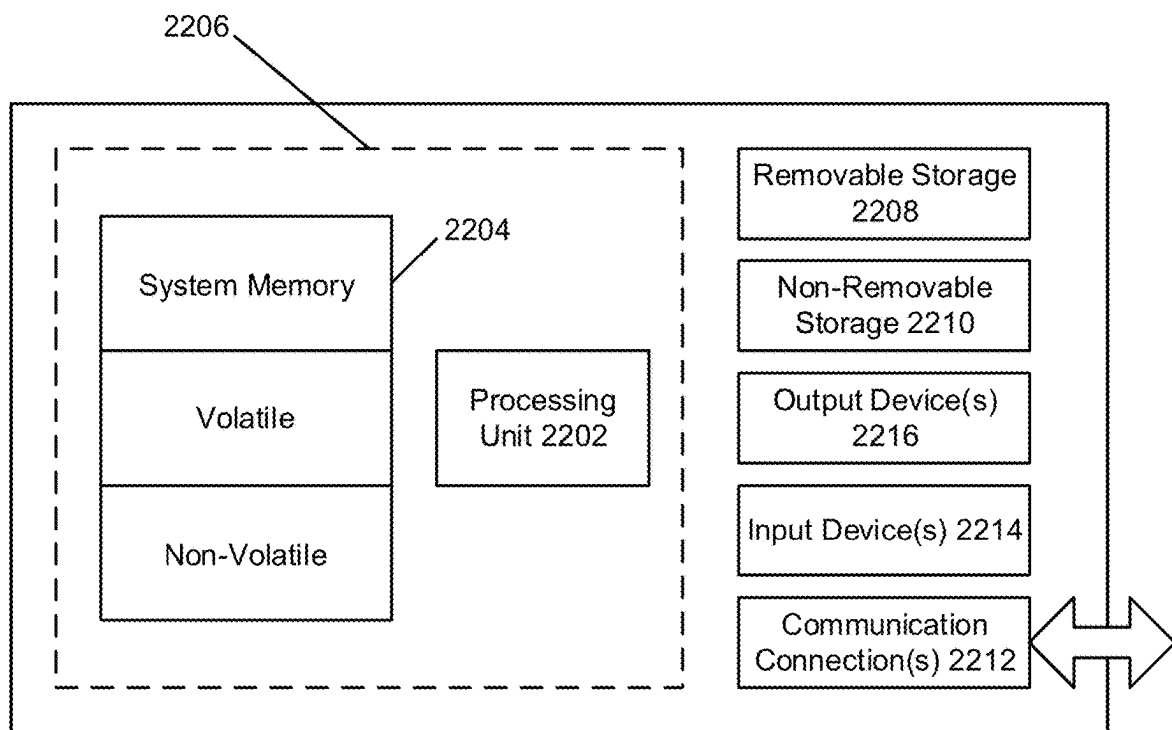 2206
2204
System Memory
Volatile
Non-Volatile
Processing
Unit 2202
Removable Storage
2208
Non-Removable
Storage 2210
Output Device(s)
2216
Input Device(s) 2214
Communication
Connection(s) 2212